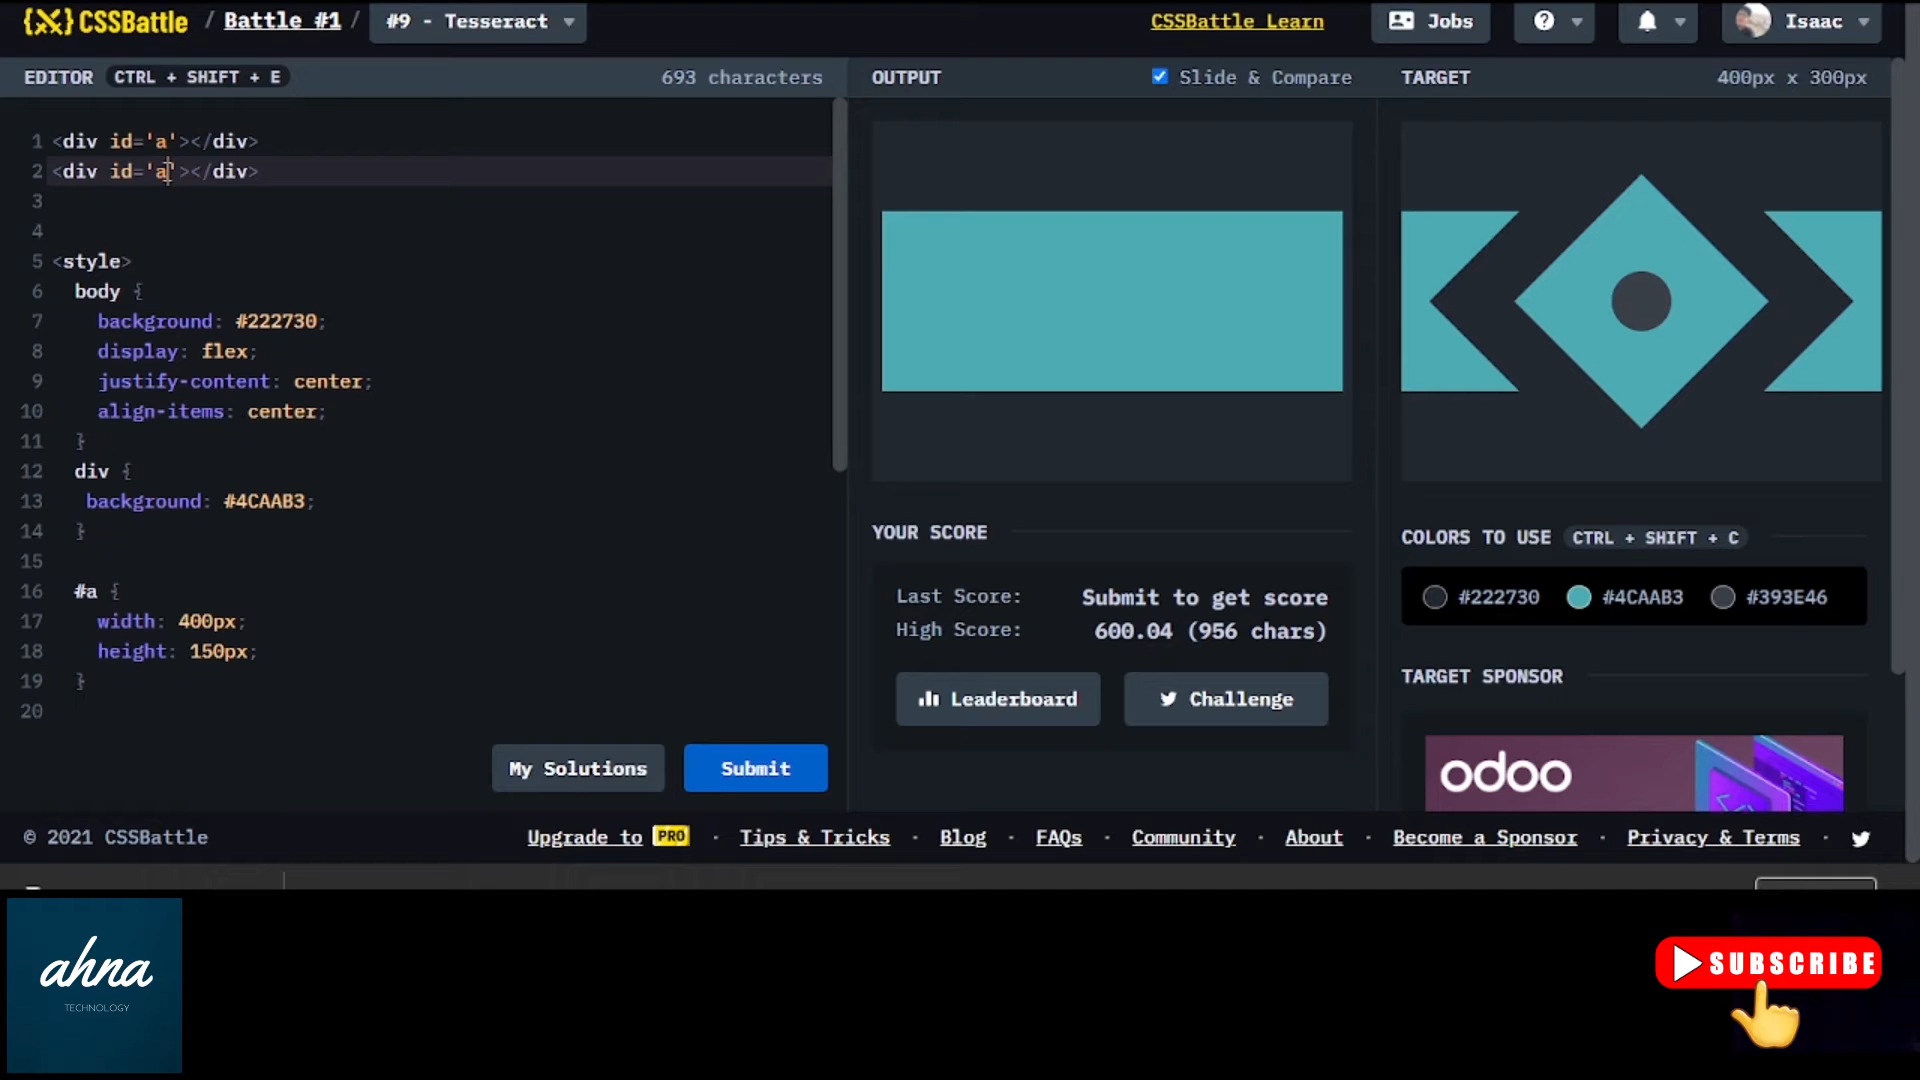 CSSBattle / Battle #1 / #9 - Tesseract
CSSBattle Learn
Jobs
Isaac
EDITOR CTRL + SHIFT + E 693 characters
OUTPUT Slide & Compare
TARGET 400px x 300px
1 <div id='a'></div>
2 <div id='a'></div>
3
4
5 <style>
6 body {
7 background: #222730;
8 display: flex;
9 justify-content: center;
10 align-items: center;
11 }
12 div {
13 background: #4CAAB3;
14 }
15
16 #a {
17 width: 400px;
18 height: 150px;
19 }
20
My Solutions Submit
YOUR SCORE
Last Score: Submit to get score
High Score: 600.04 (956 chars)
Leaderboard Challenge
COLORS TO USE CTRL + SHIFT + C
#222730 #4CAAB3 #393E46
TARGET SPONSOR
odoo
© 2021 CSSBattle Upgrade to PRO · Tips & Tricks · Blog · FAQs · Community · About · Become a Sponsor · Privacy & Terms ·
ahna
TECHNOLOGY
SUBSCRIBE